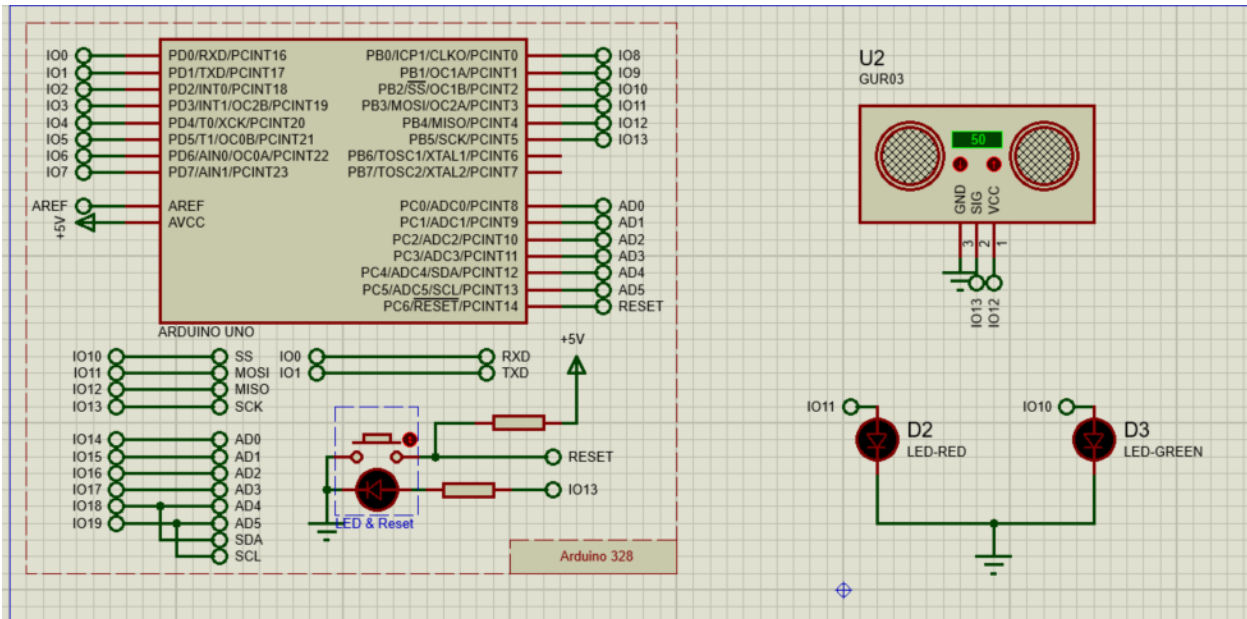 IO0 PD0/RXD/PCINT16 PB0/ICP1/CLKO/PCINT0 IO8
IO1 PD1/TXD/PCINT17 PB1/OC1A/PCINT1 IO9
IO2 PD2/INT0/PCINT18 PB2/SS/OC1B/PCINT2 IO10
IO3 PD3/INT1/OC2B/PCINT19 PB3/MOSI/OC2A/PCINT3 IO11
IO4 PD4/T0/XCK/PCINT20 PB4/MISO/PCINT4 IO12
IO5 PD5/T1/OC0B/PCINT21 PB5/SCK/PCINT5 IO13
IO6 PD6/AIN0/OC0A/PCINT22 PB6/TOSC1/XTAL1/PCINT6
IO7 PD7/AIN1/PCINT23 PB7/TOSC2/XTAL2/PCINT7
AREF AREF PC0/ADC0/PCINT8 AD0
+5V AVCC PC1/ADC1/PCINT9 AD1
PC2/ADC2/PCINT10 AD2
PC3/ADC3/PCINT11 AD3
PC4/ADC4/SDA/PCINT12 AD4
PC5/ADC5/SCL/PCINT13 AD5
PC6/RESET/PCINT14 RESET
ARDUINO UNO
IO10 SS IO0 RXD
IO11 MOSI IO1 TXD
IO12 MISO
IO13 SCK
+5V
IO14 AD0
IO15 AD1 RESET
IO16 AD2
IO17 AD3 IO13
IO18 AD4
IO19 AD5 LED & Reset
SDA
SCL
Arduino 328
U2
GUR03
50
GND SIG VCC
3 2 1
IO13 IO12
IO11 D2
LED-RED
IO10 D3
LED-GREEN